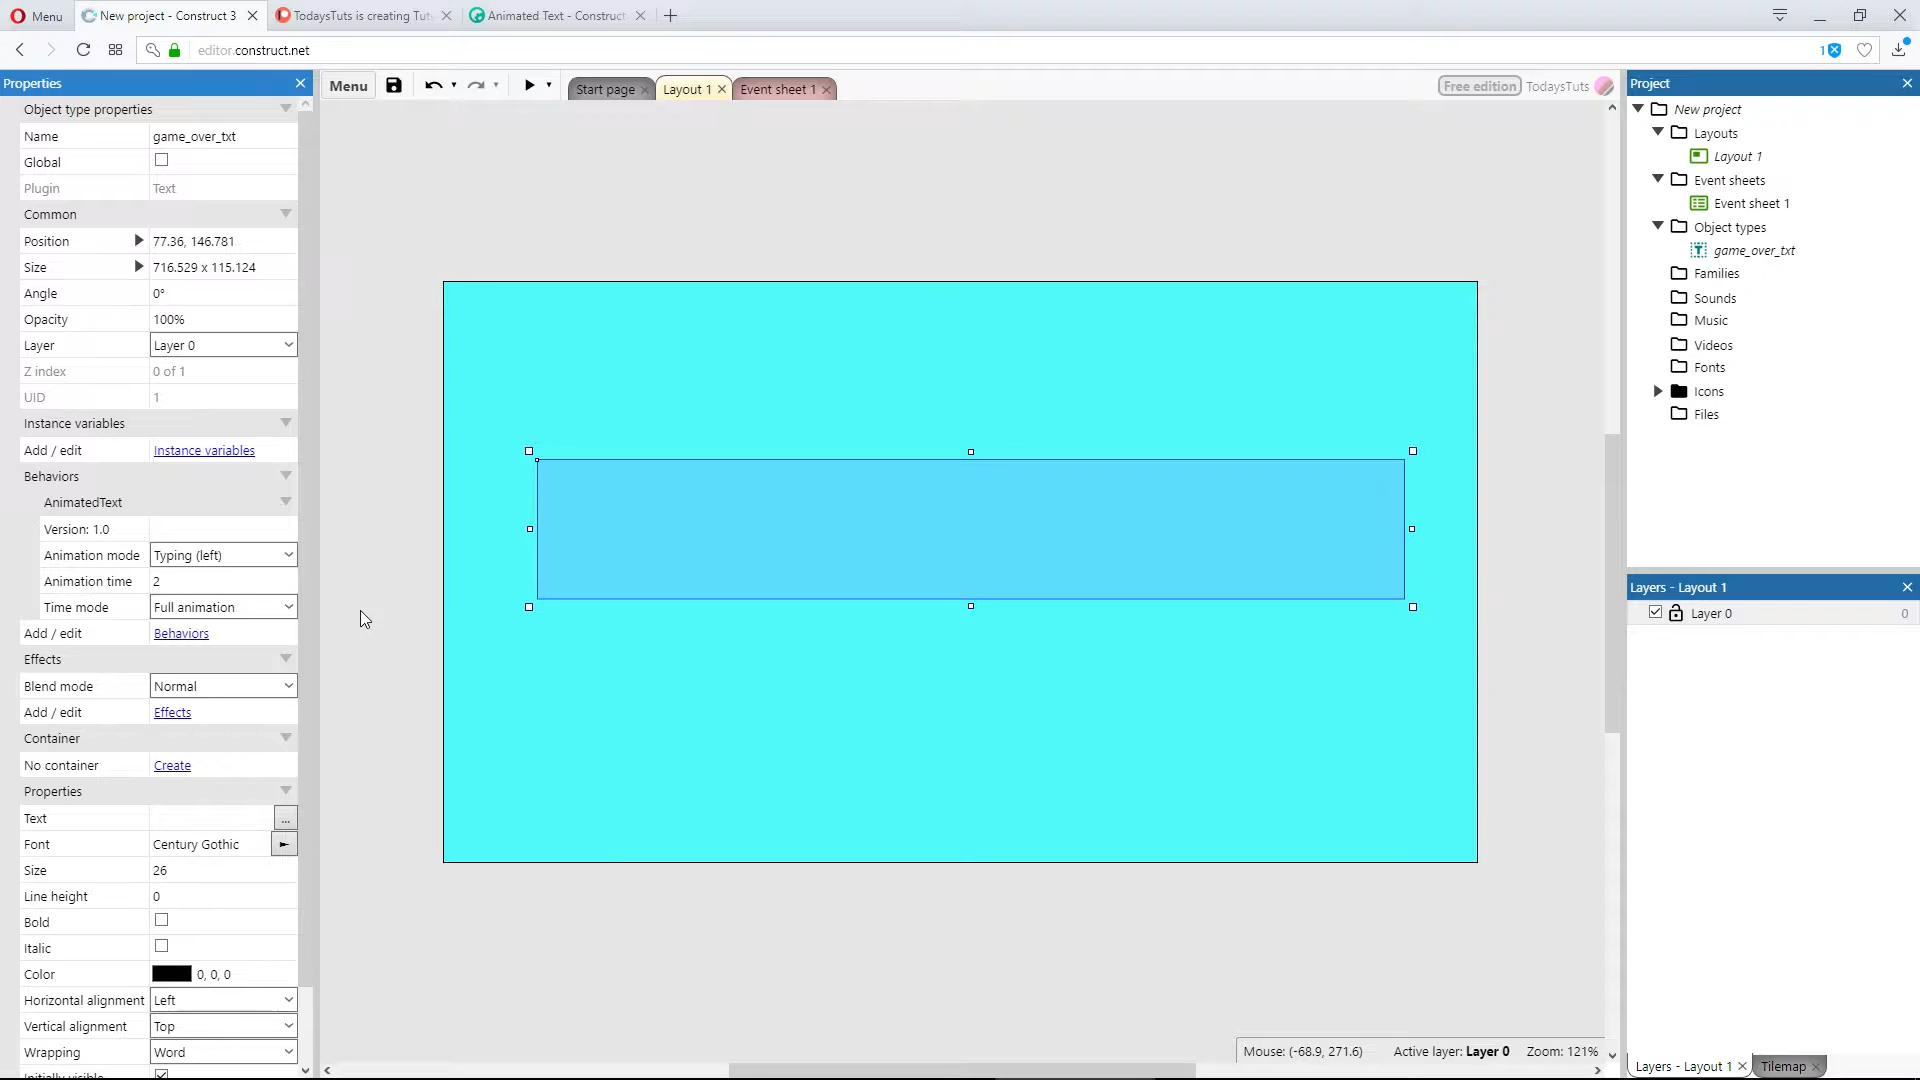 Menu
New project - Construct 3
TodaysTuts is creating Tut
Animated Text - Construct
editor.construct.net
1
Properties
Object type properties
Name game_over_txt
Global
Plugin Text
Common
Position 77.36, 146.781
Size 716.529 x 115.124
Angle 0°
Opacity 100%
Layer Layer 0
Z index 0 of 1
UID 1
Instance variables
Add / edit Instance variables
Behaviors
AnimatedText
Version: 1.0
Animation mode Typing (left)
Animation time 2
Time mode Full animation
Add / edit Behaviors
Effects
Blend mode Normal
Add / edit Effects
Container
No container Create
Properties
Text ...
Font Century Gothic
Size 26
Line height 0
Bold
Italic
Color 0, 0, 0
Horizontal alignment Left
Vertical alignment Top
Wrapping Word
Initially visible
Menu
Start page
Layout 1
Event sheet 1
Free edition TodaysTuts
Mouse: (-68.9, 271.6) Active layer: Layer 0 Zoom: 121%
Project
New project
Layouts
Layout 1
Event sheets
Event sheet 1
Object types
game_over_txt
Families
Sounds
Music
Videos
Fonts
Icons
Files
Layers - Layout 1
Layer 0 0
Layers - Layout 1
Tilemap